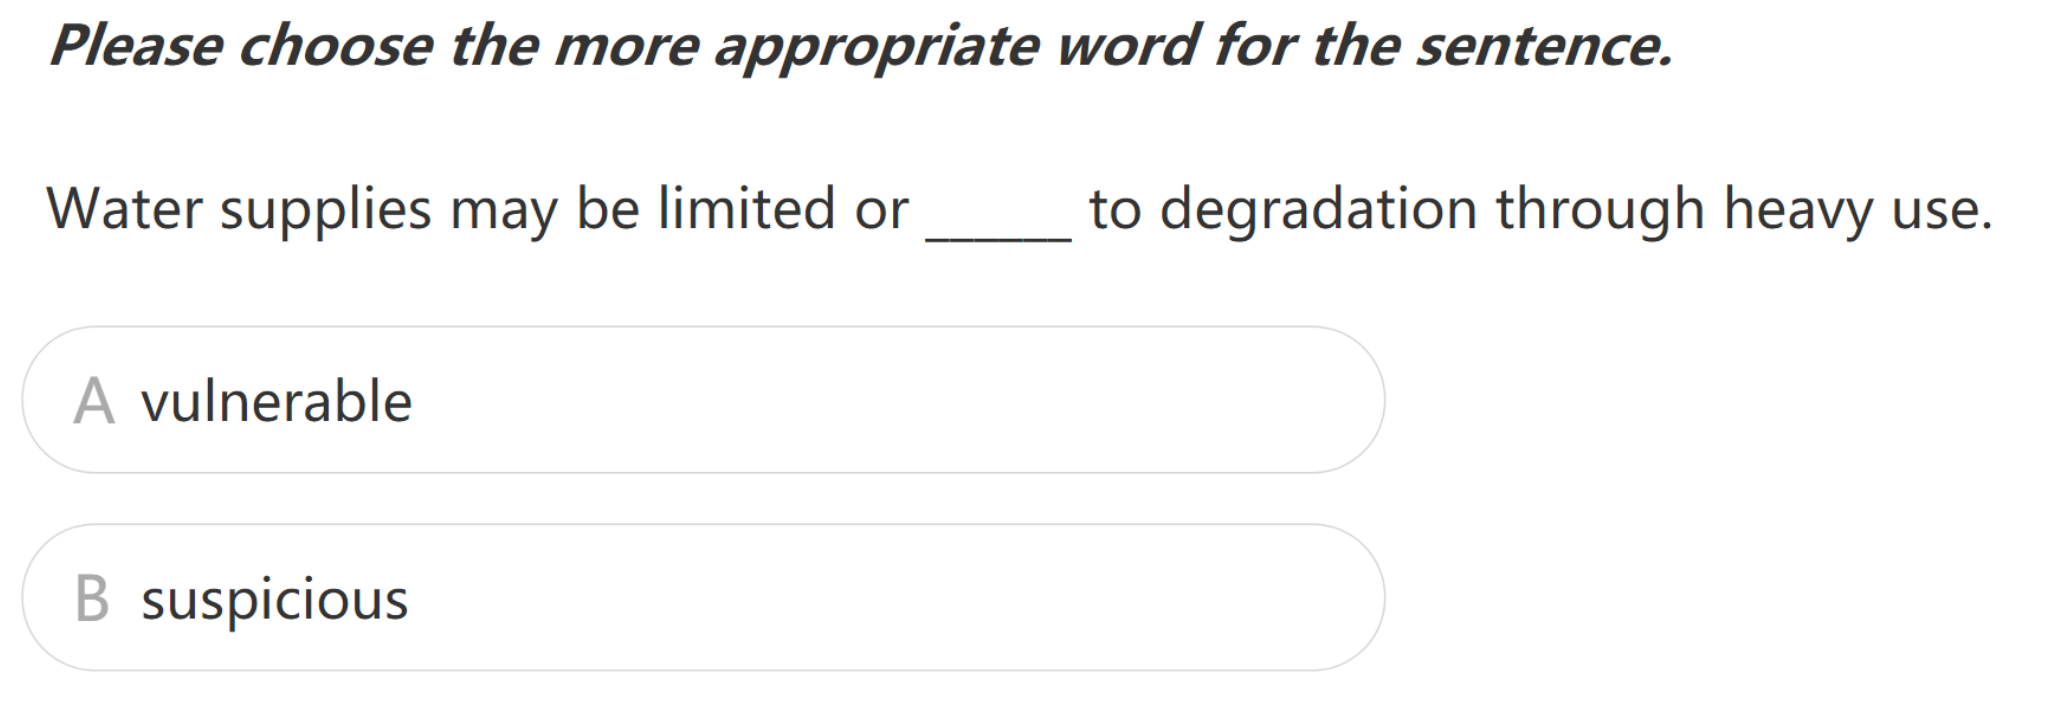 Please choose the more appropriate word for the sentence.
Water supplies may be limited or ______ to degradation through heavy use.
A vulnerable
B suspicious